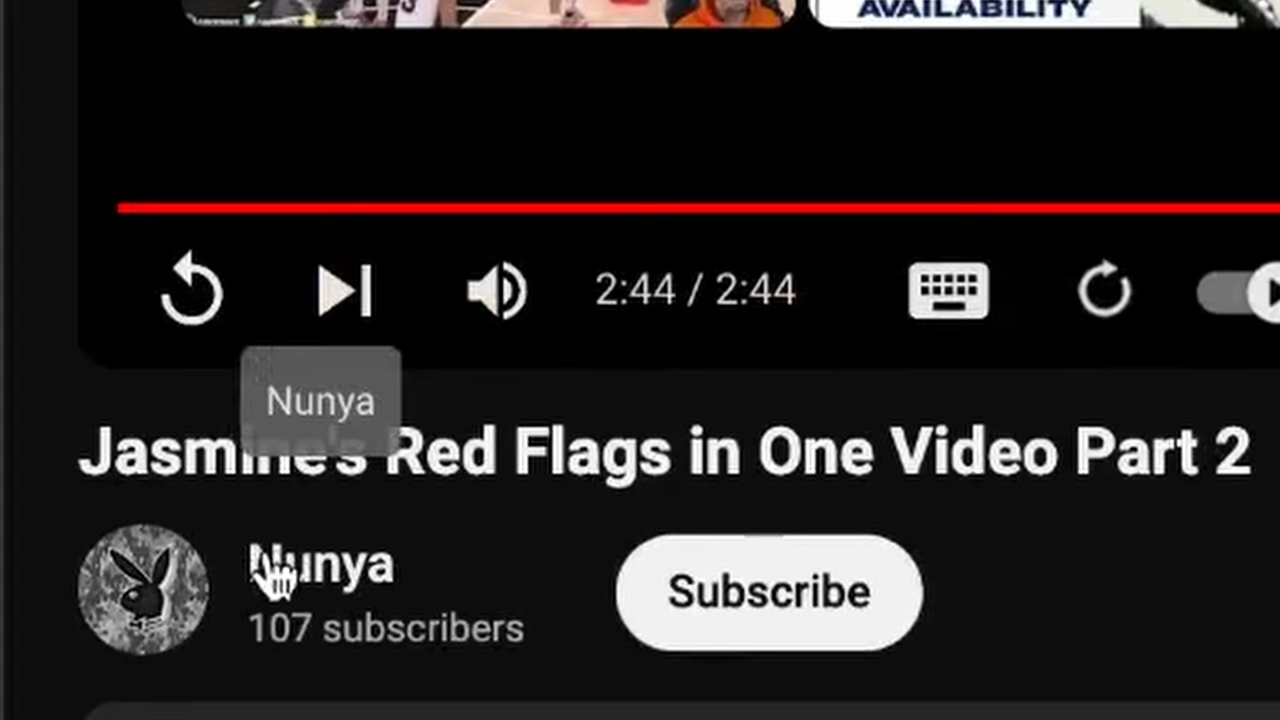 AVAILABILITY
2:44 / 2:44
Nunya
Jasmine's Red Flags in One Video Part 2
Nunya
107 subscribers
Subscribe